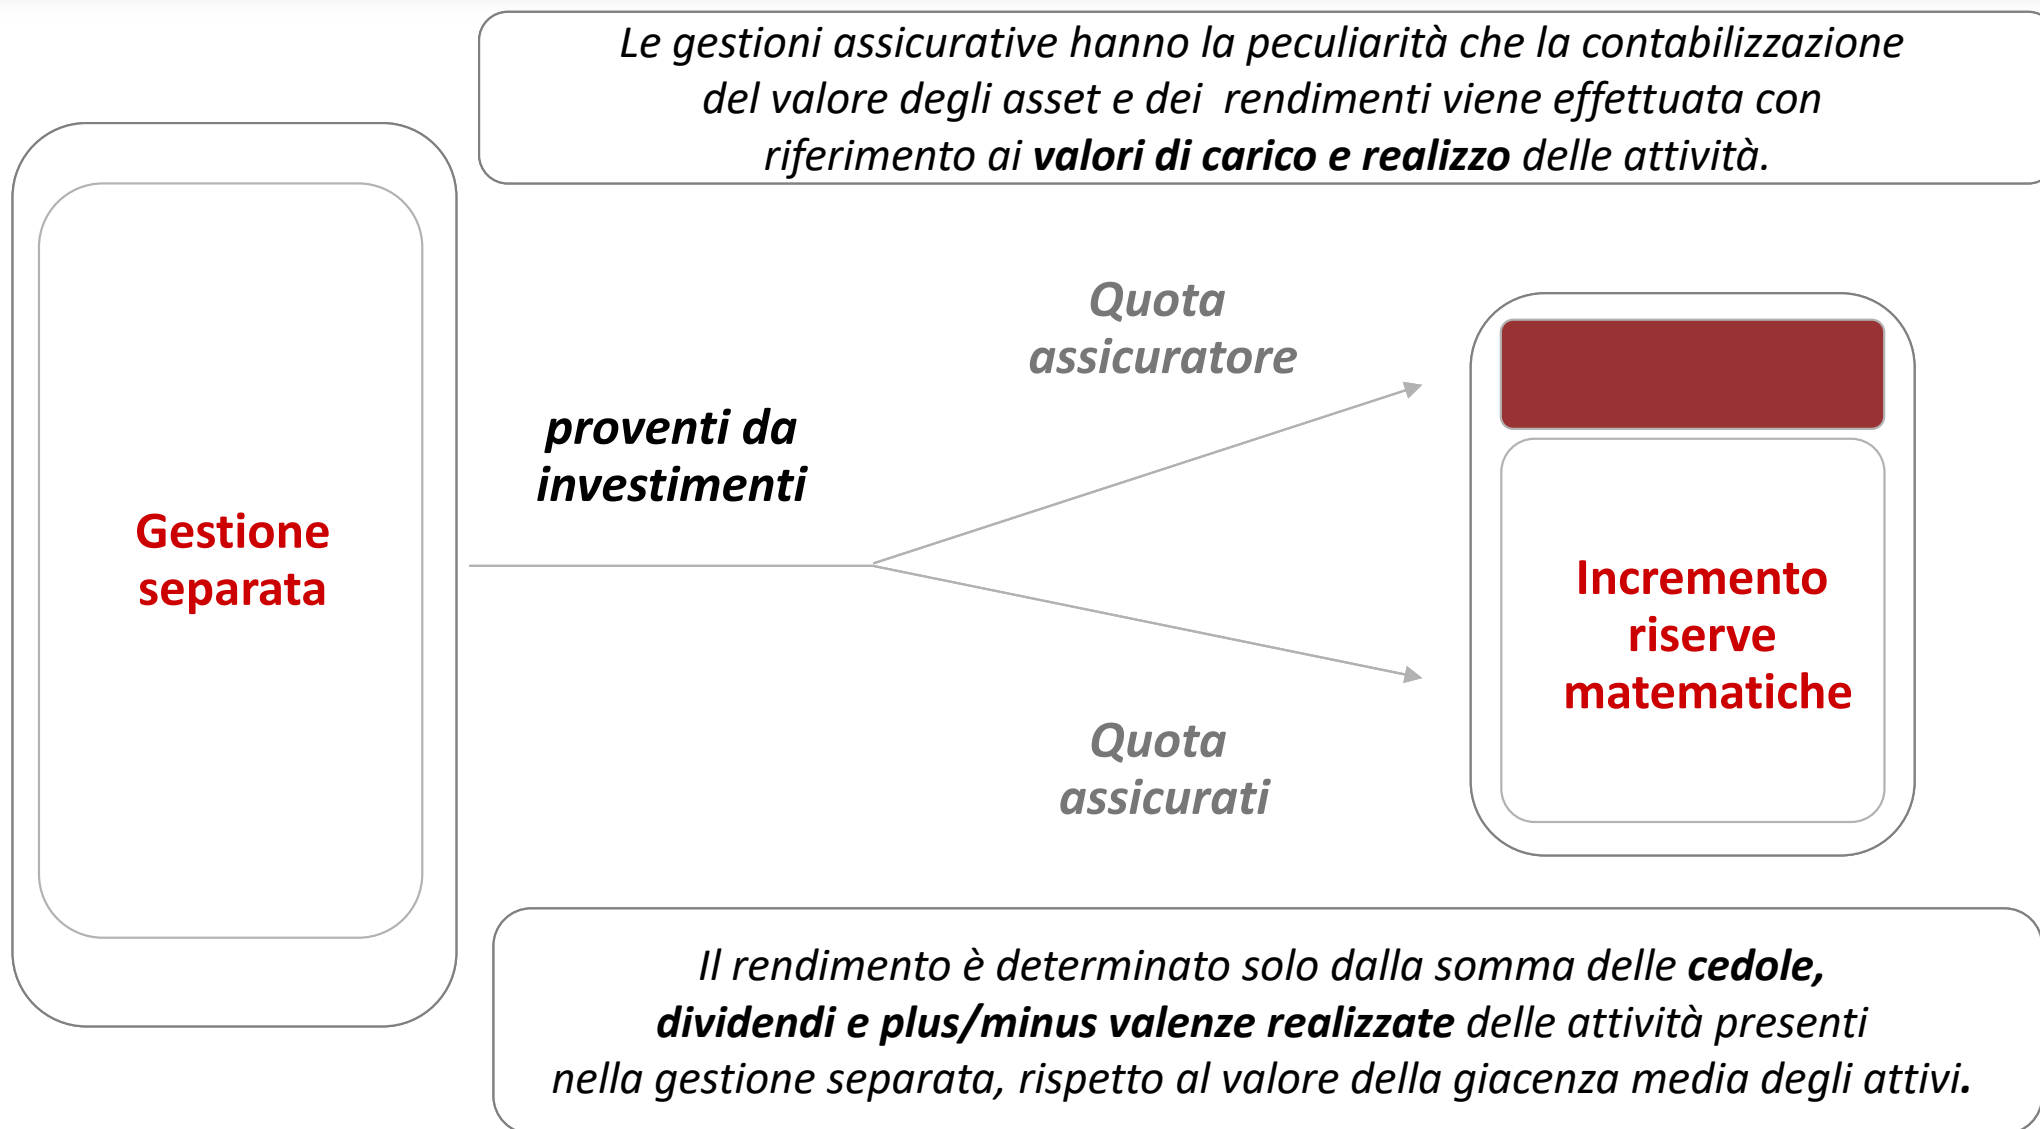 Le gestioni assicurative hanno la peculiarità che la contabilizzazione
del valore degli asset e dei rendimenti viene effettuata con
riferimento ai valori di carico e realizzo delle attività.
Gestione
separata
proventi da
investimenti
Quota
assicuratore
Quota
assicurati
Incremento
riserve
matematiche
Il rendimento è determinato solo dalla somma delle cedole,
dividendi e plus/minus valenze realizzate delle attività presenti
nella gestione separata, rispetto al valore della giacenza media degli attivi.